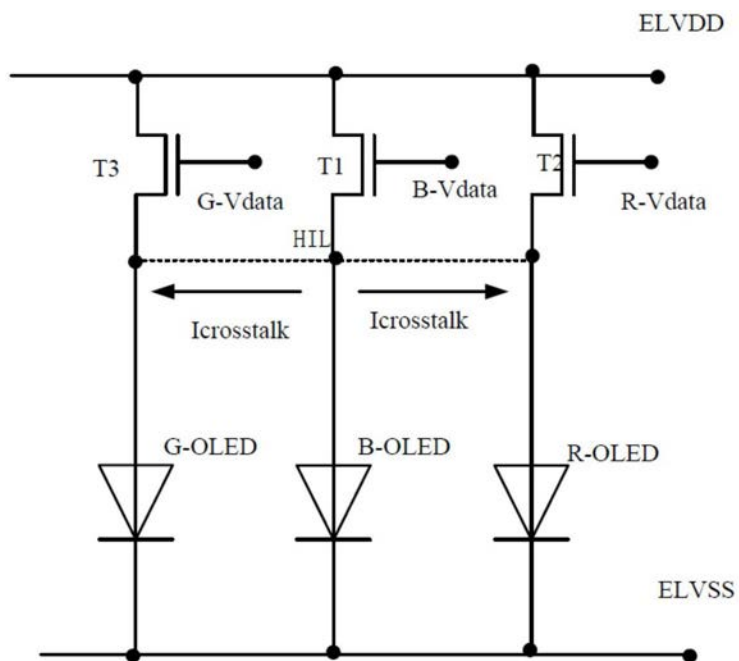 ELVDD
T3
T1
T2
G-Vdata
B-Vdata
R-Vdata
HIL
Icrosstalk
Icrosstalk
G-OLED
B-OLED
R-OLED
ELVSS